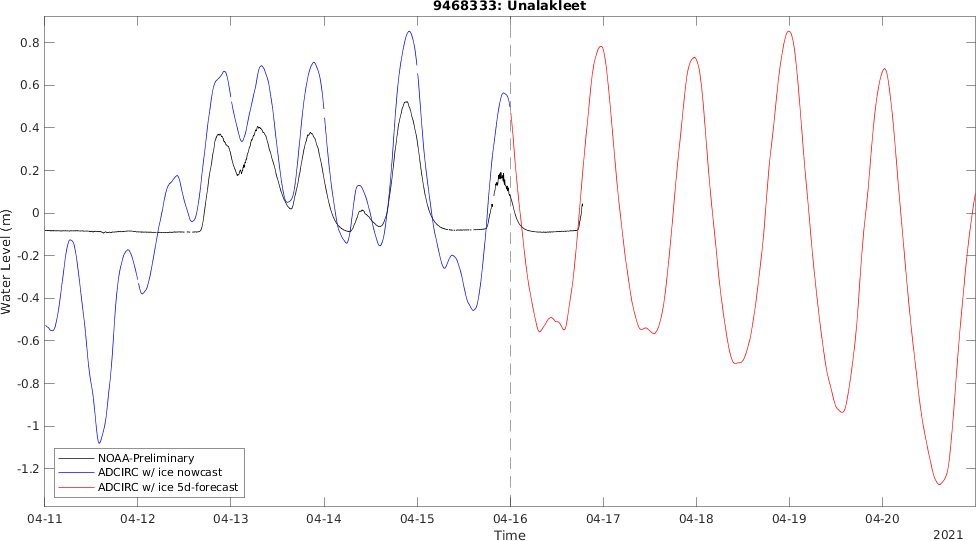 9468333: Unalakleet
Water Level (m)
0.8
0.6
0.4
0.2
0
-0.2
-0.4
-0.6
-0.8
-1
-1.2
NOAA-Preliminary
ADCIRC w/ ice nowcast
ADCIRC w/ ice 5d-forecast
04-11 04-12 04-13 04-14 04-15 04-16 04-17 04-18 04-19 04-20
Time
2021